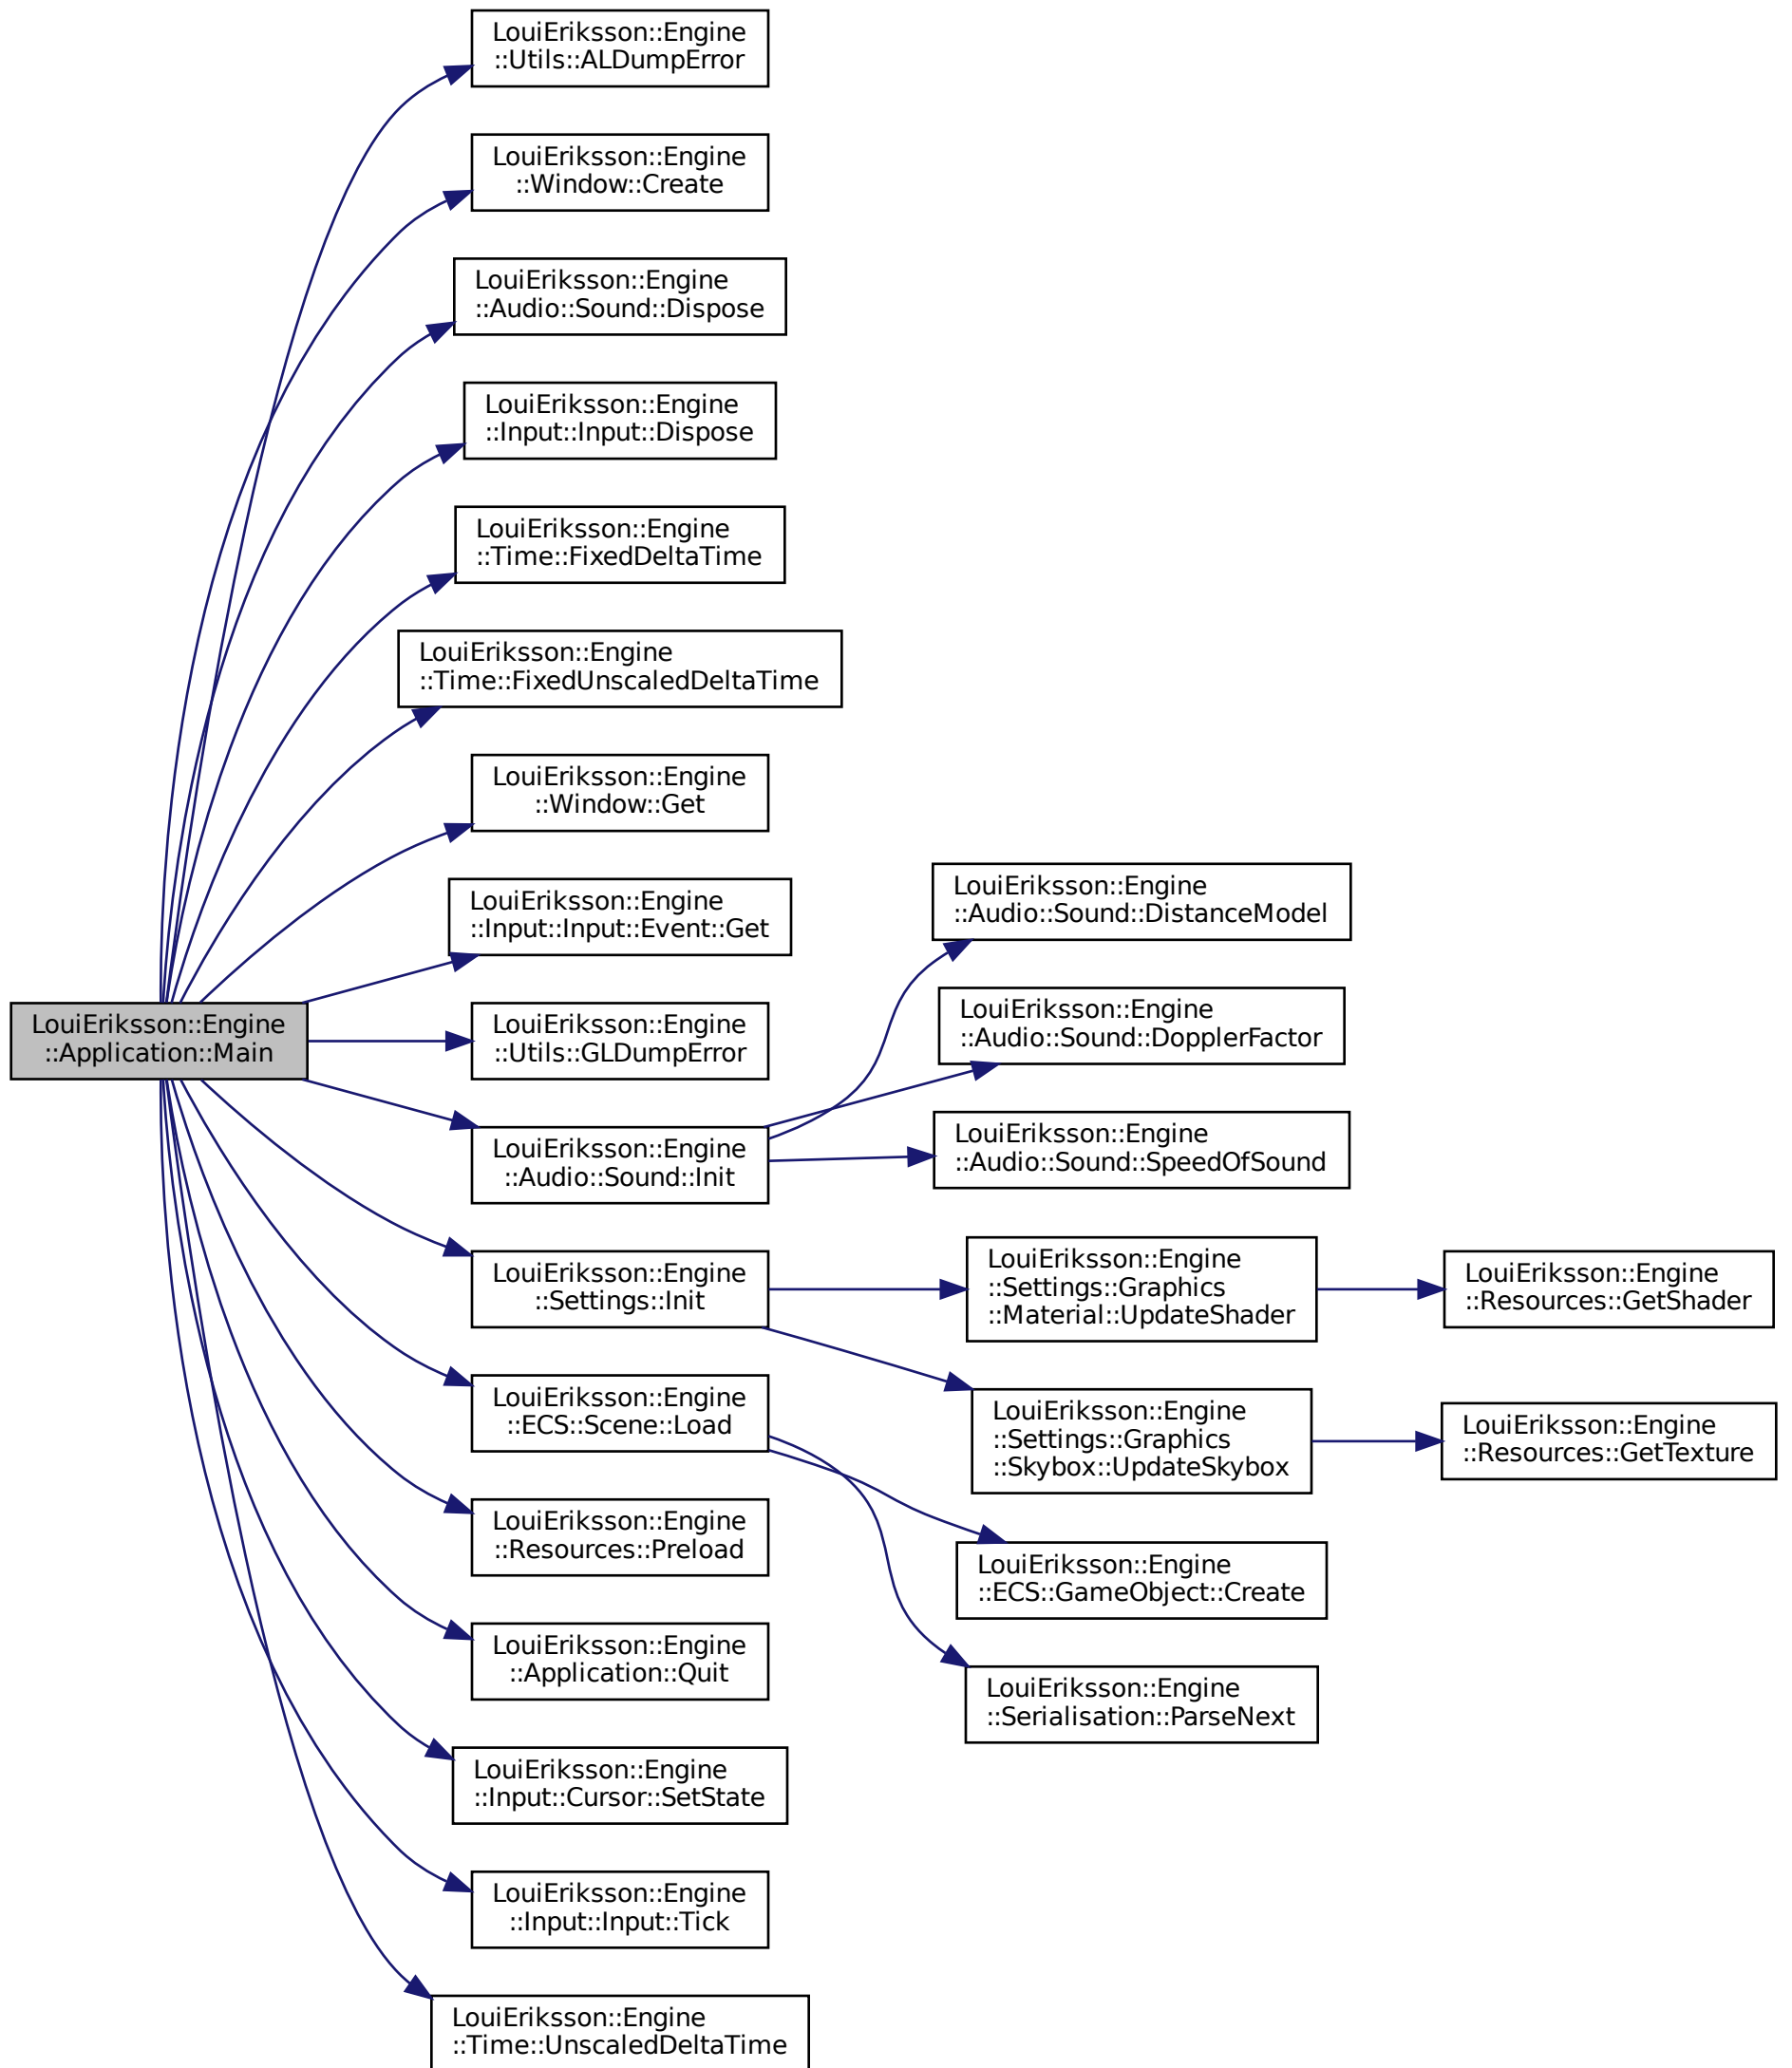 LouiEriksson::Engine
::Utils::ALDumpError
LouiEriksson::Engine
::Window::Create
LouiEriksson::Engine
::Audio::Sound::Dispose
LouiEriksson::Engine
::Input::Input::Dispose
LouiEriksson::Engine
::Time::FixedDeltaTime
LouiEriksson::Engine
::Time::FixedUnscaledDeltaTime
LouiEriksson::Engine
::Window::Get
LouiEriksson::Engine
::Input::Input::Event::Get
LouiEriksson::Engine
::Application::Main
LouiEriksson::Engine
::Utils::GLDumpError
LouiEriksson::Engine
::Audio::Sound::Init
LouiEriksson::Engine
::Audio::Sound::DistanceModel
LouiEriksson::Engine
::Audio::Sound::DopplerFactor
LouiEriksson::Engine
::Audio::Sound::SpeedOfSound
LouiEriksson::Engine
::Settings::Init
LouiEriksson::Engine
::Settings::Graphics
::Material::UpdateShader
LouiEriksson::Engine
::Resources::GetShader
LouiEriksson::Engine
::Settings::Graphics
::Skybox::UpdateSkybox
LouiEriksson::Engine
::Resources::GetTexture
LouiEriksson::Engine
::ECS::Scene::Load
LouiEriksson::Engine
::ECS::GameObject::Create
LouiEriksson::Engine
::Serialisation::ParseNext
LouiEriksson::Engine
::Resources::Preload
LouiEriksson::Engine
::Application::Quit
LouiEriksson::Engine
::Input::Cursor::SetState
LouiEriksson::Engine
::Input::Input::Tick
LouiEriksson::Engine
::Time::UnscaledDeltaTime